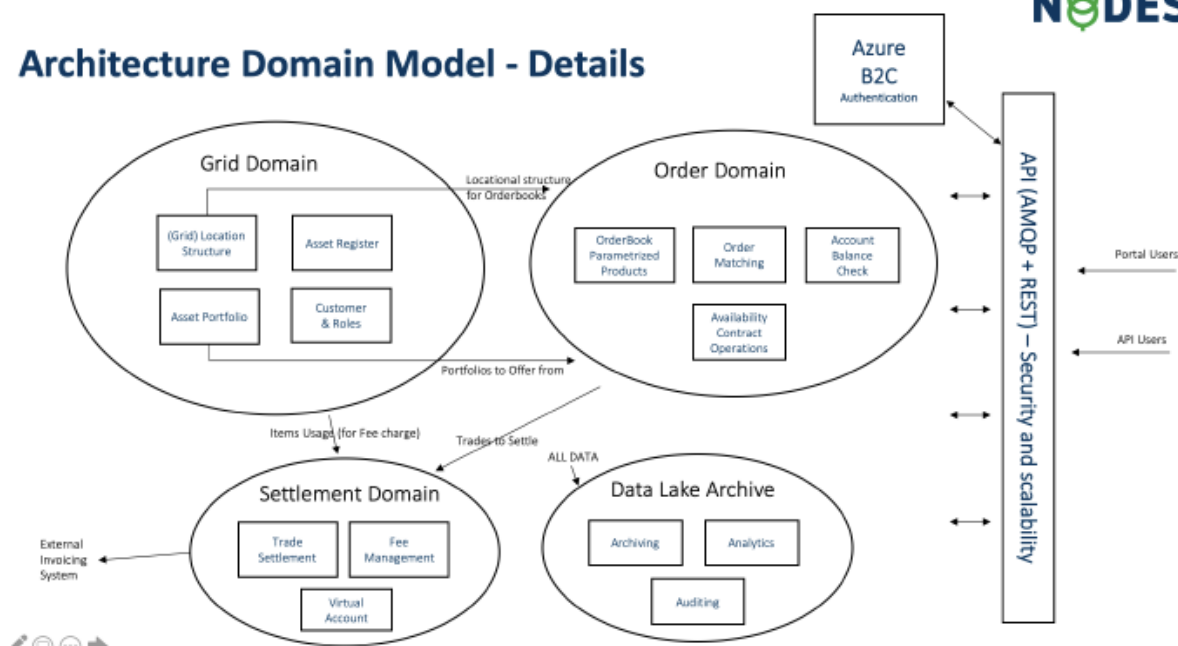 NODES
Architecture Domain Model - Details
Azure
B2C
Authentication
Grid Domain
(Grid) Location
Structure
Asset Register
Asset Portfolio
Customer
& Roles
Locational structure
for Orderbooks
Portfolios to Offer from
Order Domain
OrderBook
Parametrized
Products
Order
Matching
Account
Balance
Check
Availability
Contract
Operations
API (AMQP + REST) – Security and scalability
Portal Users
API Users
Items Usage (for Fee charge)
Trades to Settle
ALL DATA
Settlement Domain
Trade
Settlement
Fee
Management
Virtual
Account
External
Invoicing
System
Data Lake Archive
Archiving
Analytics
Auditing